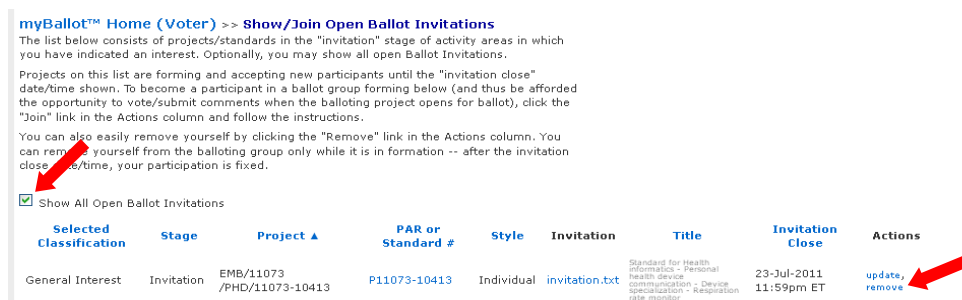 myBallot™ Home (Voter) >> Show/Join Open Ballot Invitations
The list below consists of projects/standards in the "invitation" stage of activity areas in which
you have indicated an interest. Optionally, you may show all open Ballot Invitations.
Projects on this list are forming and accepting new participants until the "invitation close"
date/time shown. To become a participant in a ballot group forming below (and thus be afforded
the opportunity to vote/submit comments when the balloting project opens for ballot), click the
"Join" link in the Actions column and follow the instructions.
You can also easily remove yourself by clicking the "Remove" link in the Actions column. You
can remove yourself from the balloting group only while it is in formation -- after the invitation
close date/time, your participation is fixed.
Show All Open Ballot Invitations
Selected Classification Stage Project ▲ PAR or Standard # Style Invitation Title Invitation Close Actions
General Interest Invitation EMB/11073 /PHD/11073-10413 P11073-10413 Individual invitation.txt
Standard for Health
informatics - Personal
health device
communication - Device
specialization - Respiration
rate monitor
23-Jul-2011
11:59pm ET
update,
remove